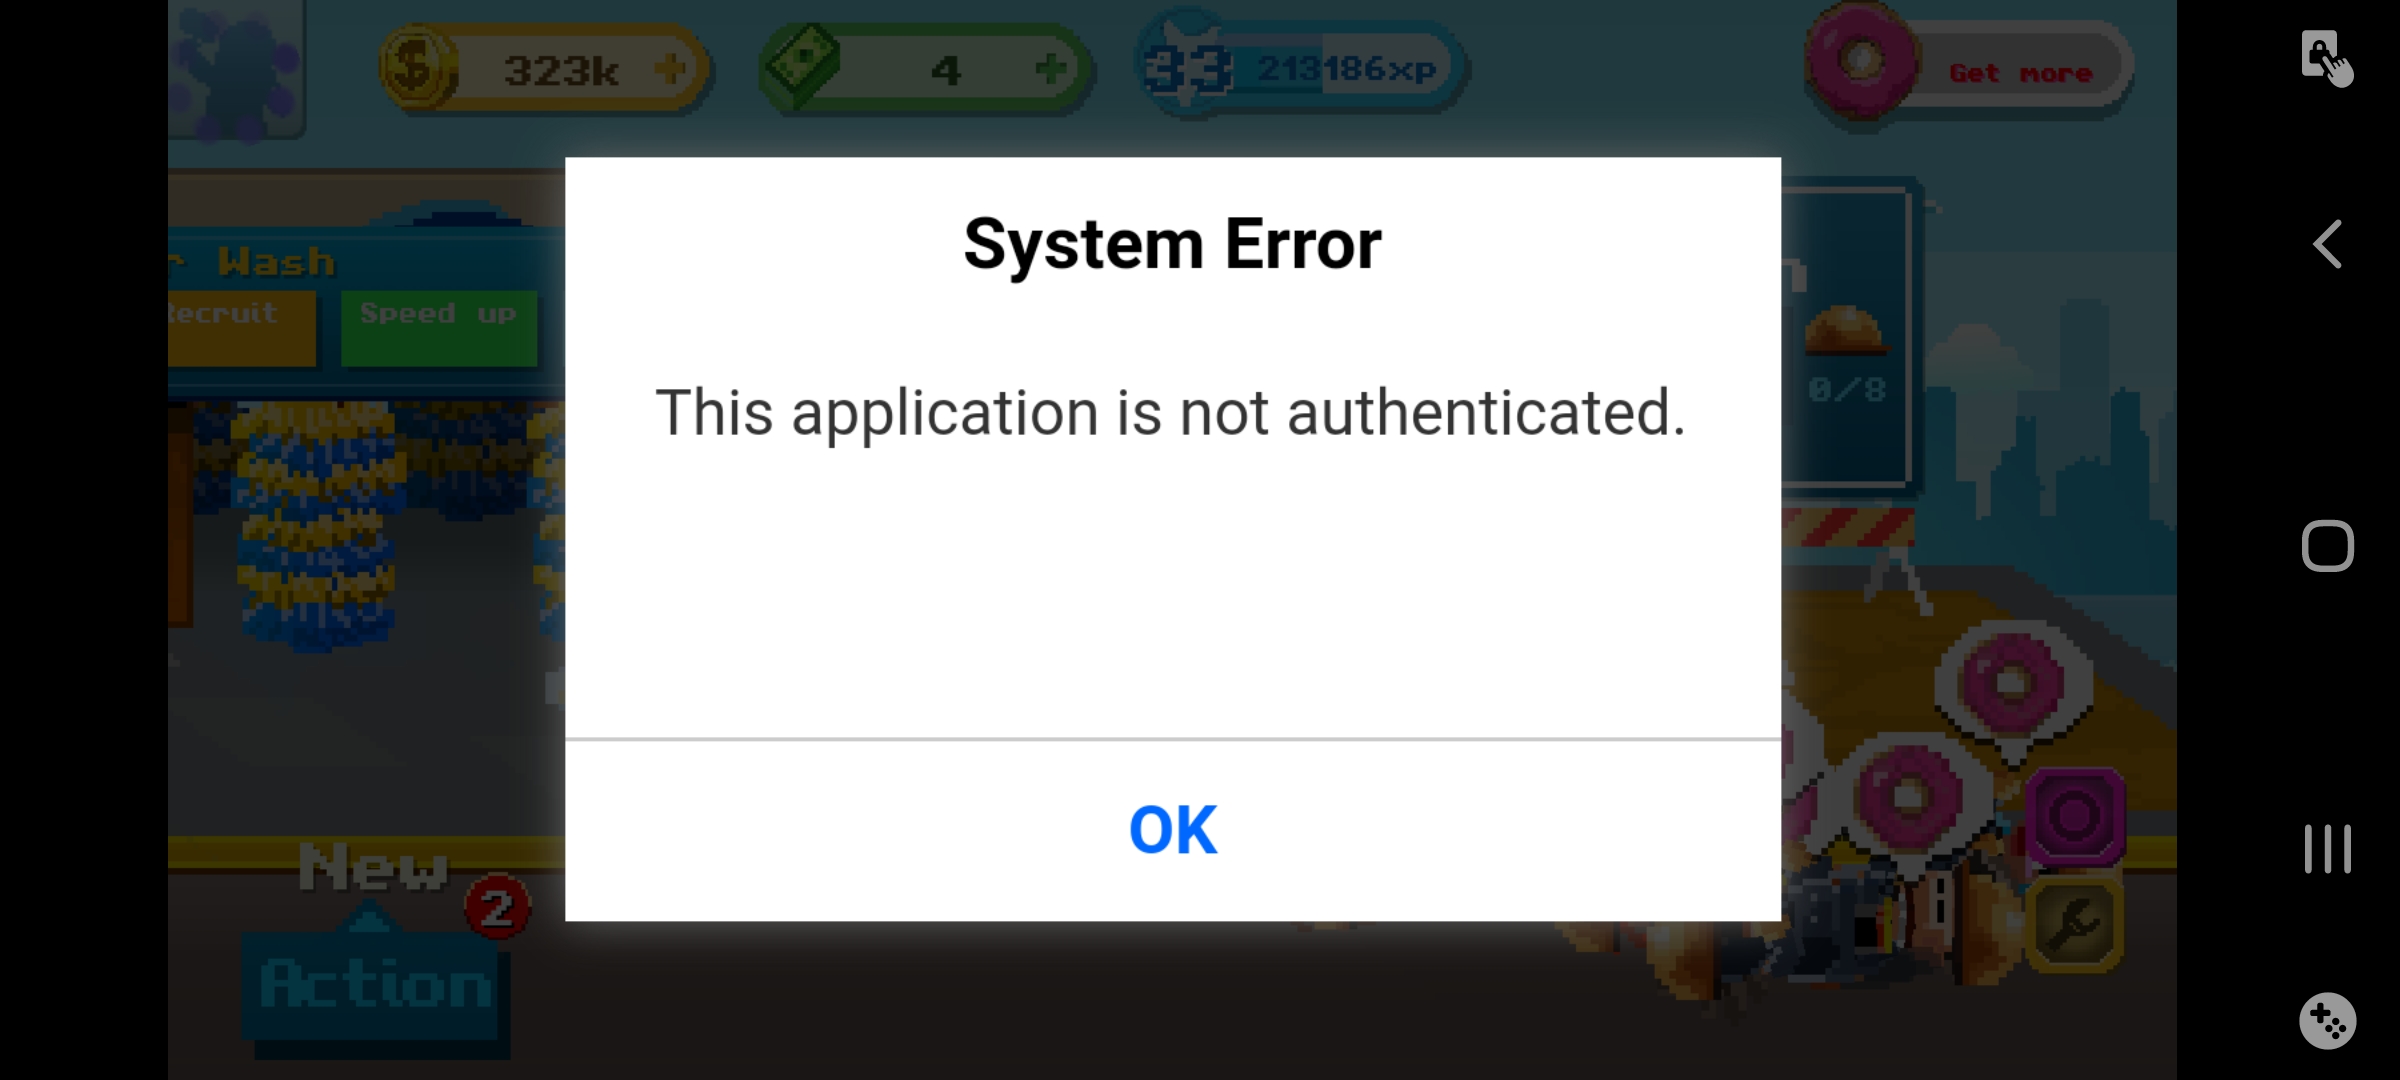 323k
4
33
213186xp
Get more
System Error
This application is not authenticated.
r Wash
Recruit
Speed up
0/8
OK
New
2
Action